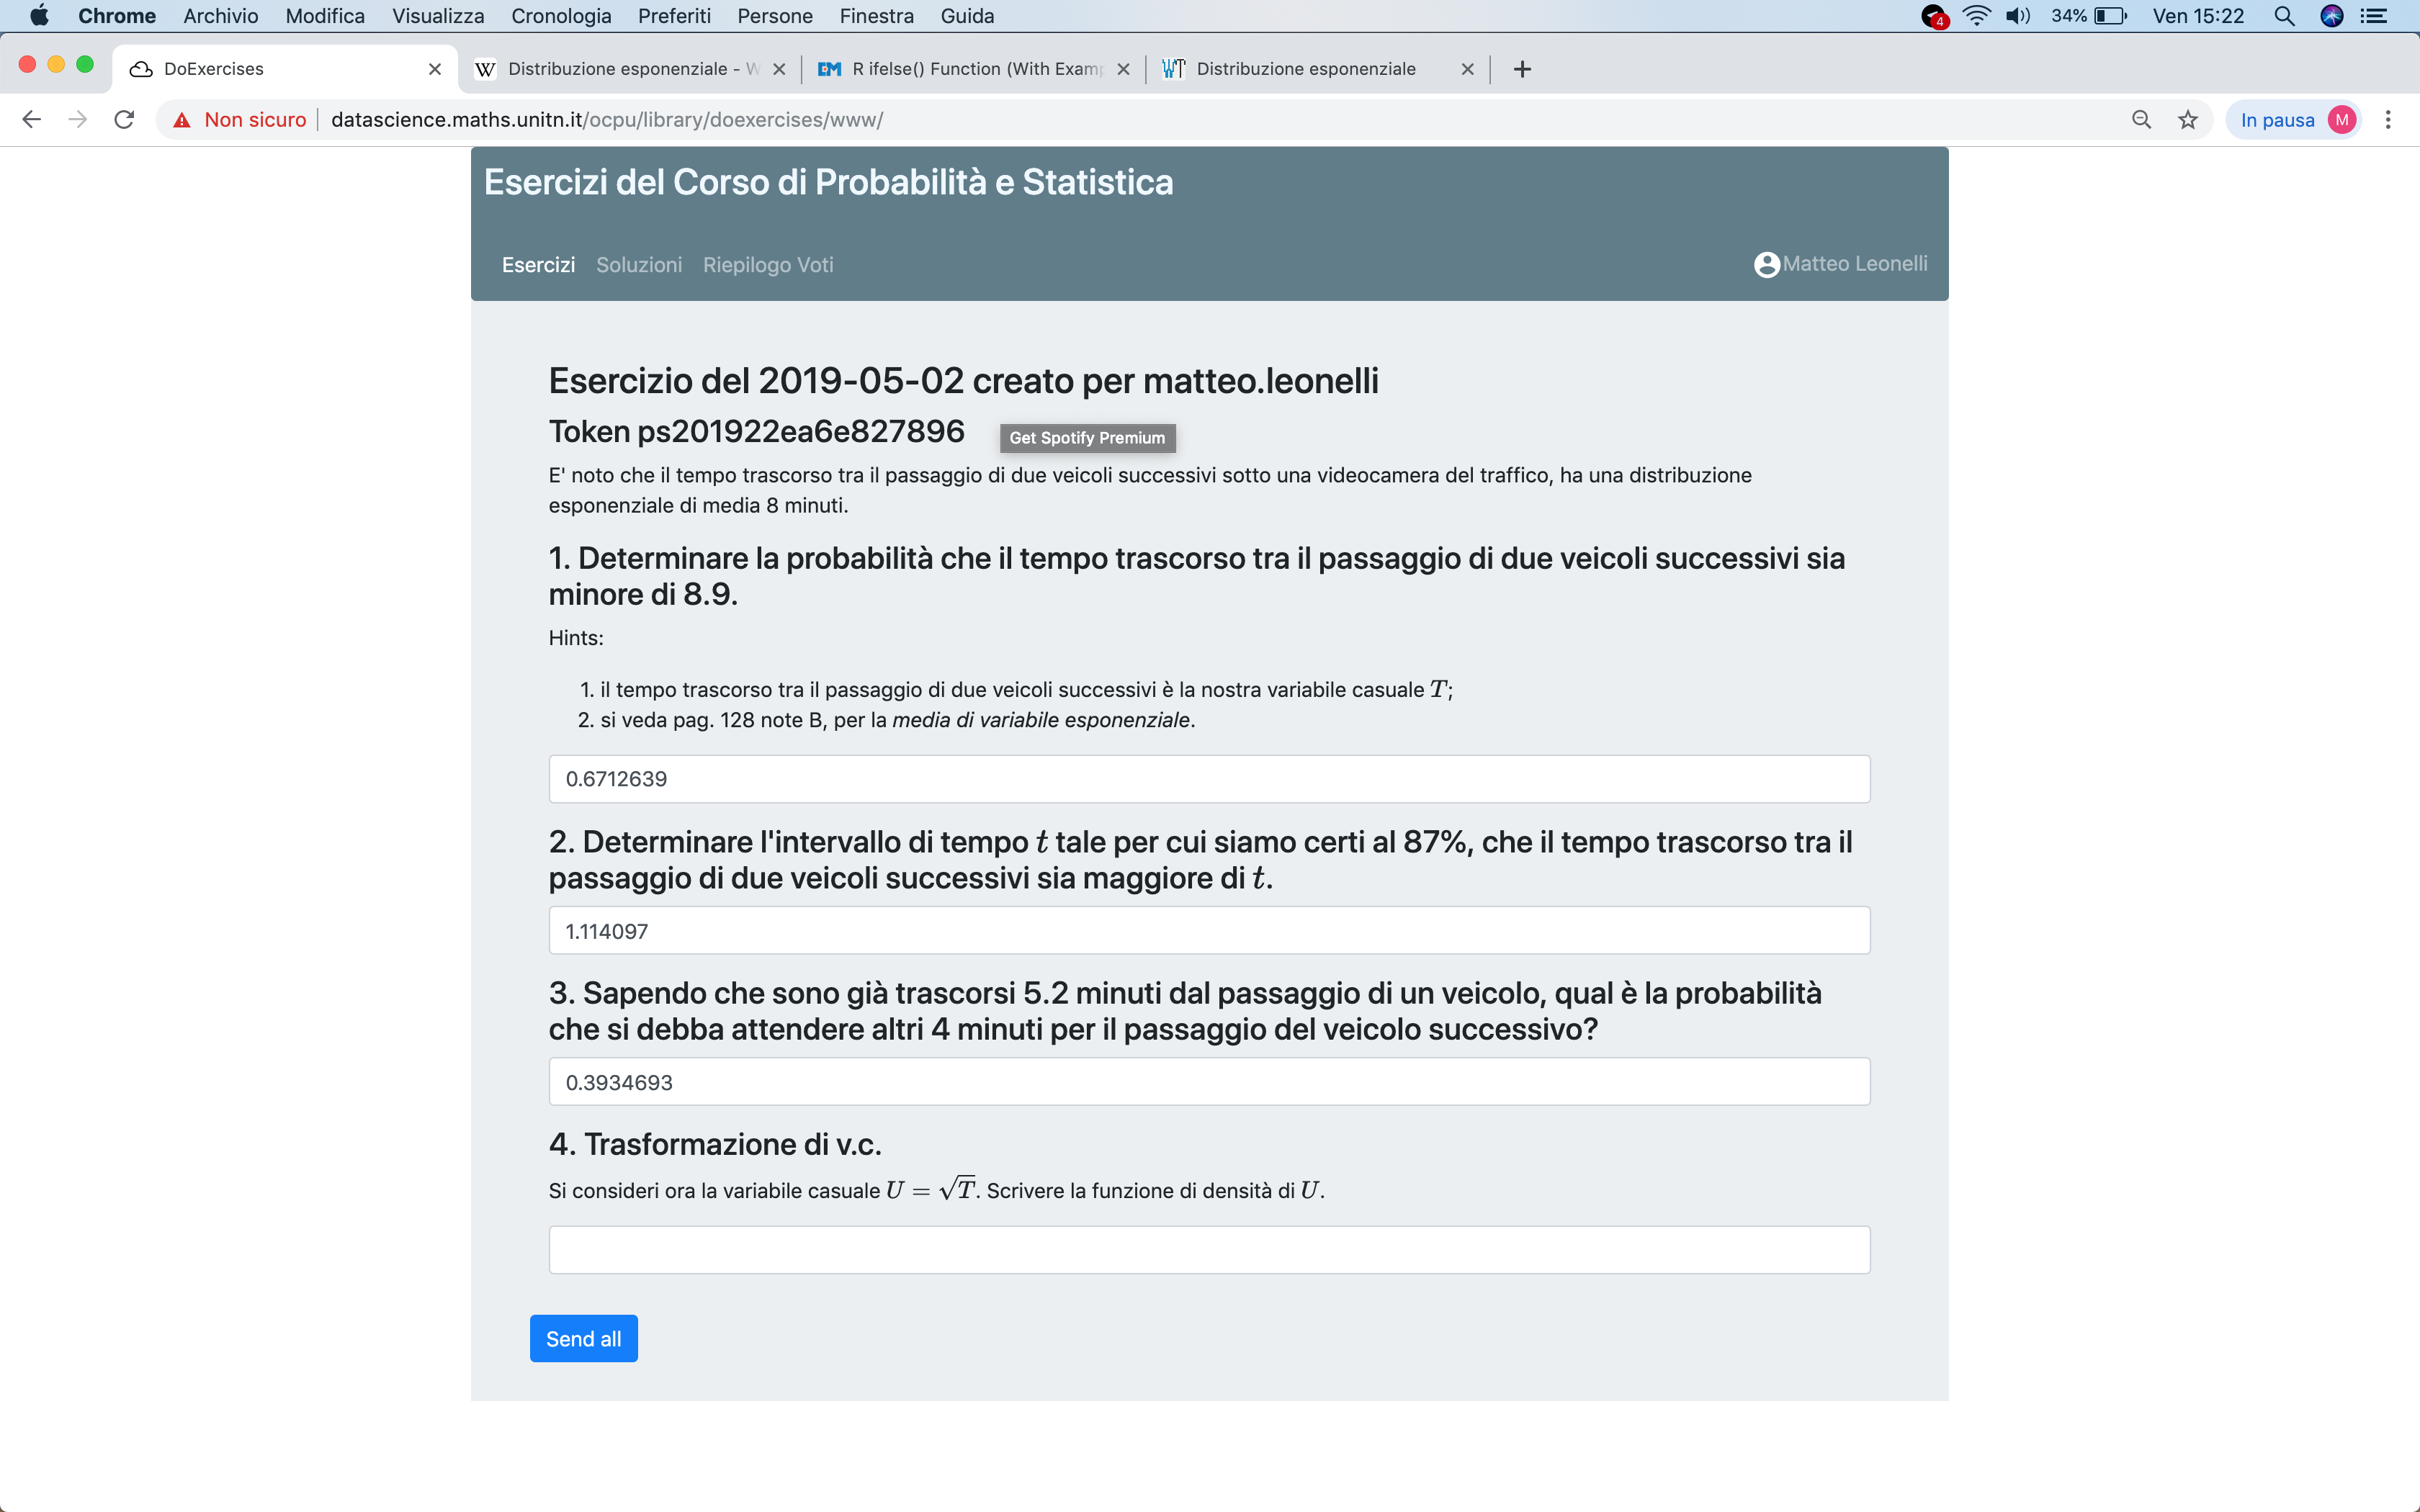 Chrome Archivio Modifica Visualizza Cronologia Preferiti Persone Finestra Guida 4 34% Ven 15:22
DoExercises W Distribuzione esponenziale - W DM R ifelse() Function (With Examp WT Distribuzione esponenziale
Non sicuro datascience.maths.unitn.it/ocpu/library/doexercises/www/ In pausa M
Esercizi del Corso di Probabilità e Statistica
Esercizi Soluzioni Riepilogo Voti Matteo Leonelli
Esercizio del 2019-05-02 creato per matteo.leonelli
Token ps201922ea6e827896 Get Spotify Premium
E' noto che il tempo trascorso tra il passaggio di due veicoli successivi sotto una videocamera del traffico, ha una distribuzione
esponenziale di media 8 minuti.
1. Determinare la probabilità che il tempo trascorso tra il passaggio di due veicoli successivi sia
minore di 8.9.
Hints:
1. il tempo trascorso tra il passaggio di due veicoli successivi è la nostra variabile casuale T;
2. si veda pag. 128 note B, per la media di variabile esponenziale.
0.6712639
2. Determinare l'intervallo di tempo t tale per cui siamo certi al 87%, che il tempo trascorso tra il
passaggio di due veicoli successivi sia maggiore di t.
1.114097
3. Sapendo che sono già trascorsi 5.2 minuti dal passaggio di un veicolo, qual è la probabilità
che si debba attendere altri 4 minuti per il passaggio del veicolo successivo?
0.3934693
4. Trasformazione di v.c.
Si consideri ora la variabile casuale U = √T. Scrivere la funzione di densità di U.
Send all